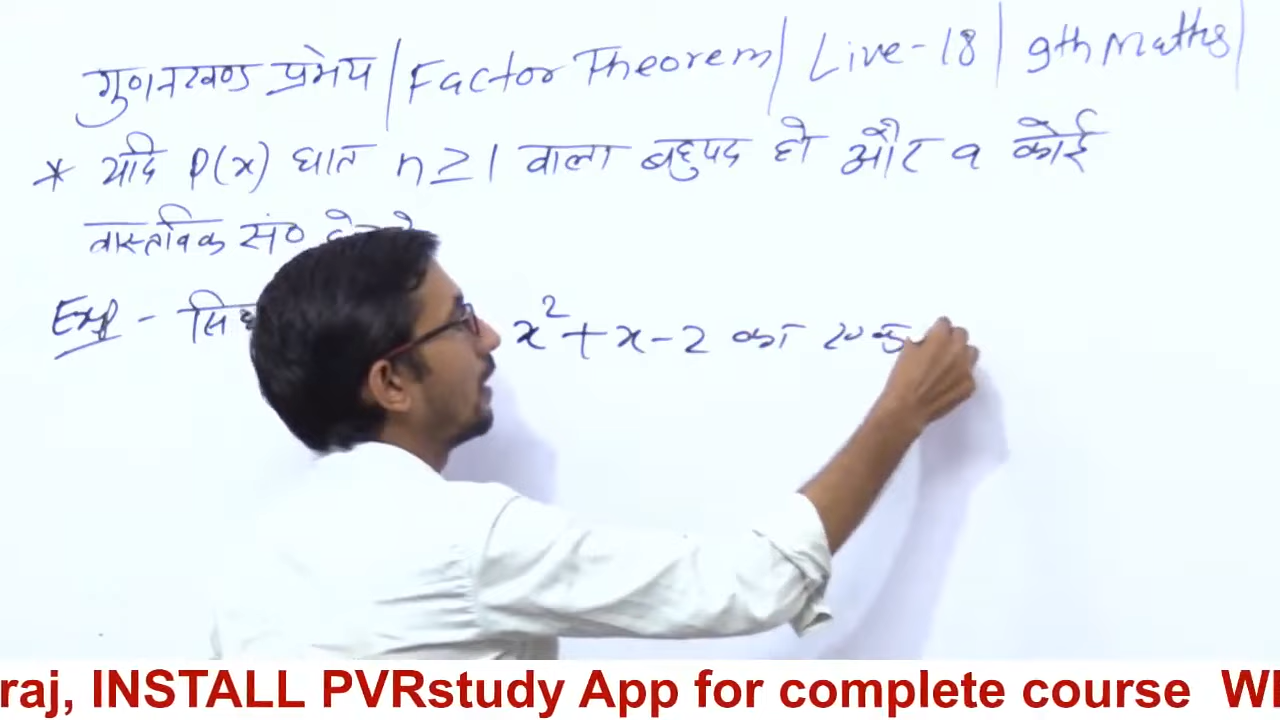 गुणनखण्ड प्रमेय | Factor Theorem | Live-18 | 9th Maths |
* यदि P(x) घात n ≥ 1 वाला बहुपद हो और a कोई
वास्तविक सं०
Exp - x² + x - 2 का
raj, INSTALL PVRstudy App for complete course